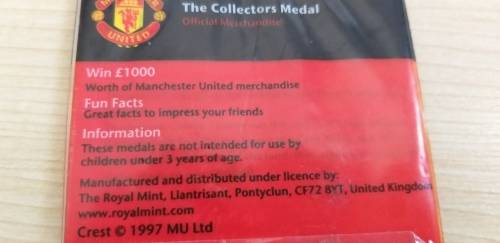 UNITED
The Collectors Medal
Official Merchandise
Win £1000
Worth of Manchester United merchandise
Fun Facts
Great facts to impress your friends
Information
These medals are not intended for use by
children under 3 years of age.
Manufactured and distributed under licence by:
The Royal Mint, Liantrisant, Pontyclun, CF72 8YT, United Kingdom
www.royalmint.com
Crest © 1997 MU Ltd